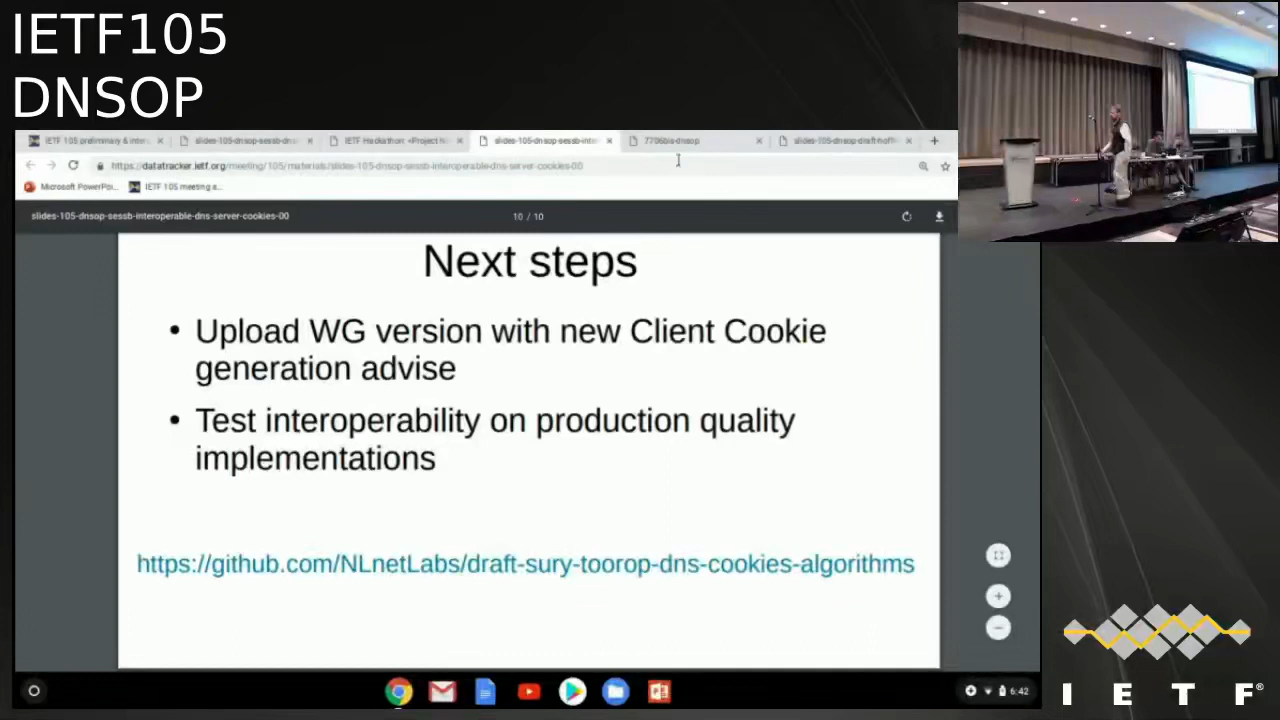 IETF105
DNSOP
IETF 105 preliminary & inter
slides-105-dnsop-sessb-dns
IETF Hackathon: <Project N
slides-105-dnsop-sessb-inter
7706bis-dnsop
slides-105-dnsop-draft-hoff
https://datatracker.ietf.org/meeting/105/materials/slides-105-dnsop-sessb-interoperable-dns-server-cookies-00
Microsoft PowerPoi...
IETF 105 meeting a...
slides-105-dnsop-sessb-interoperable-dns-server-cookies-00
10 / 10
Next steps
• Upload WG version with new Client Cookie
generation advise
• Test interoperability on production quality
implementations
https://github.com/NLnetLabs/draft-sury-toorop-dns-cookies-algorithms
6:42
I E T F®